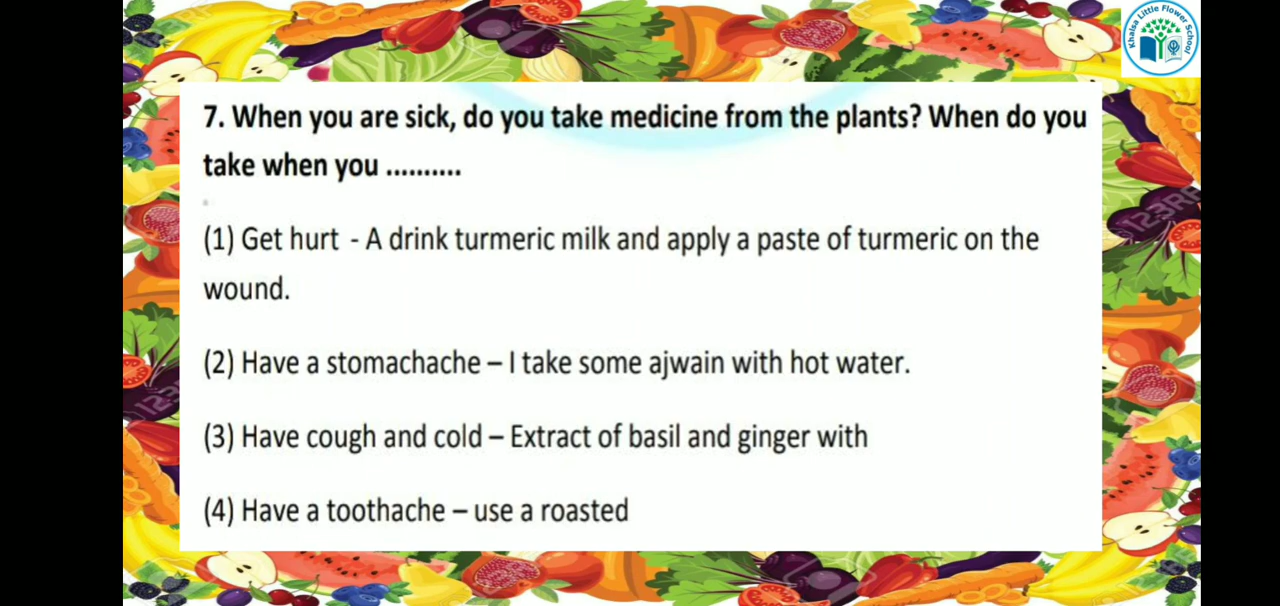 Khalsa Little Flower School
7. When you are sick, do you take medicine from the plants? When do you
take when you ..........
(1) Get hurt - A drink turmeric milk and apply a paste of turmeric on the
wound.
(2) Have a stomachache – I take some ajwain with hot water.
(3) Have cough and cold – Extract of basil and ginger with
(4) Have a toothache – use a roasted